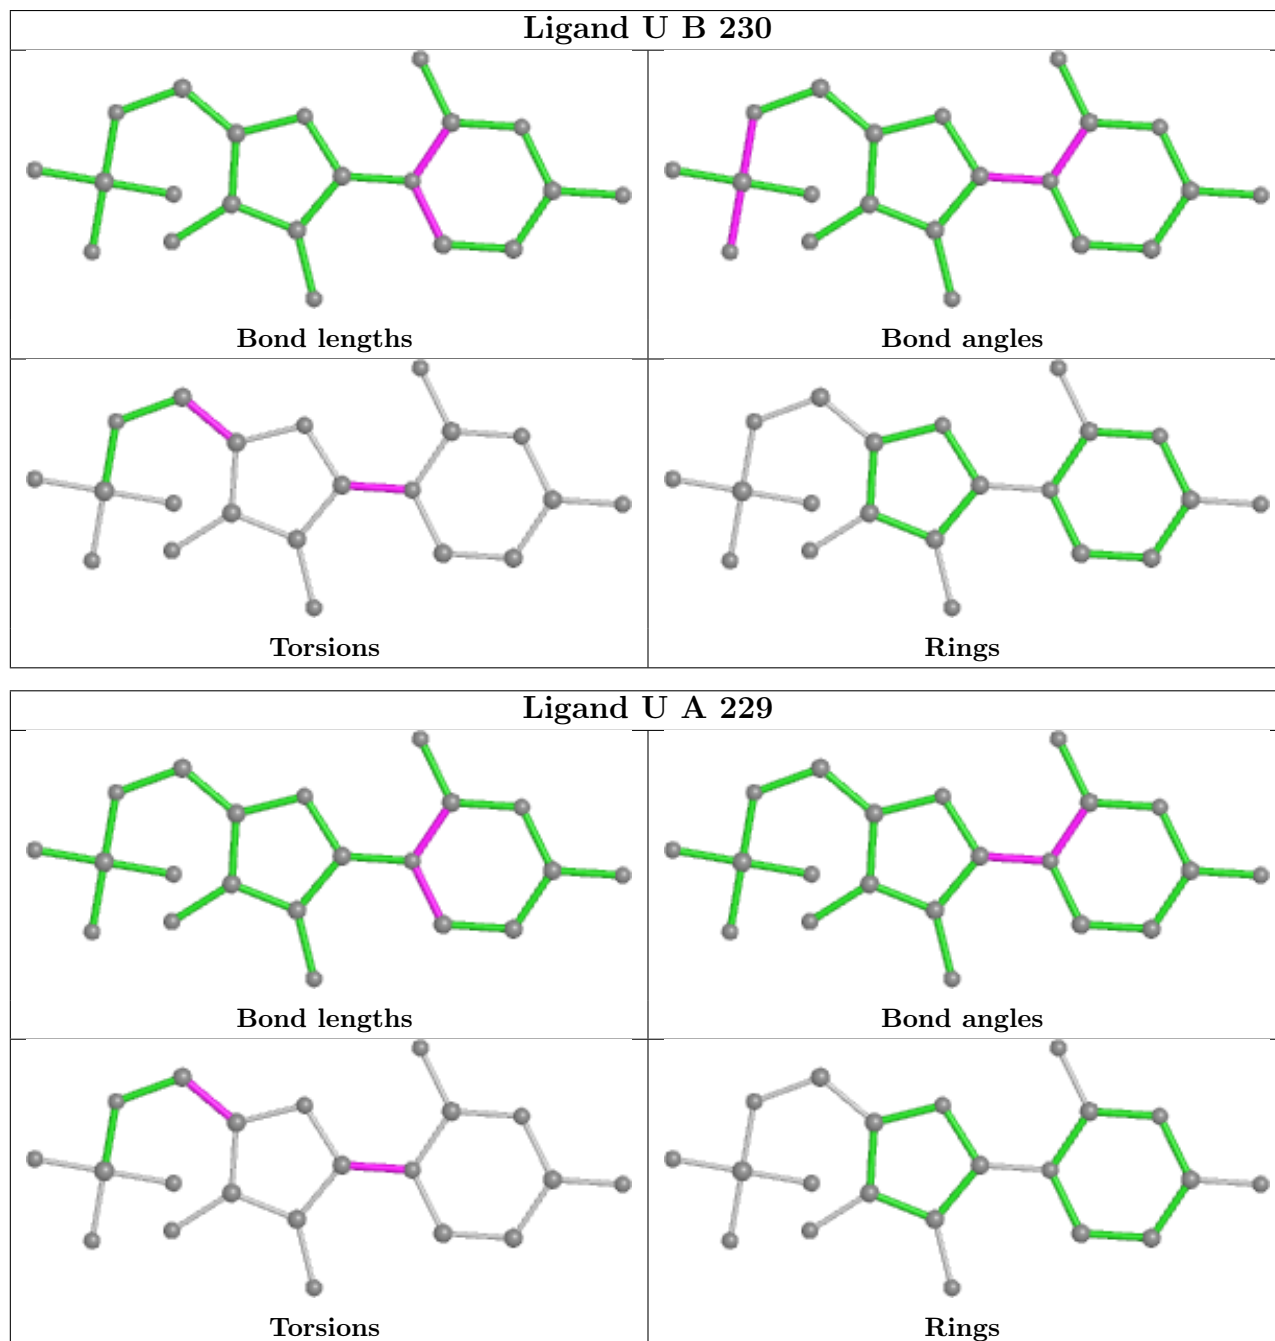 Ligand U B 230
Bond lengths
Bond angles
Torsions
Rings
Ligand U A 229
Bond lengths
Bond angles
Torsions
Rings